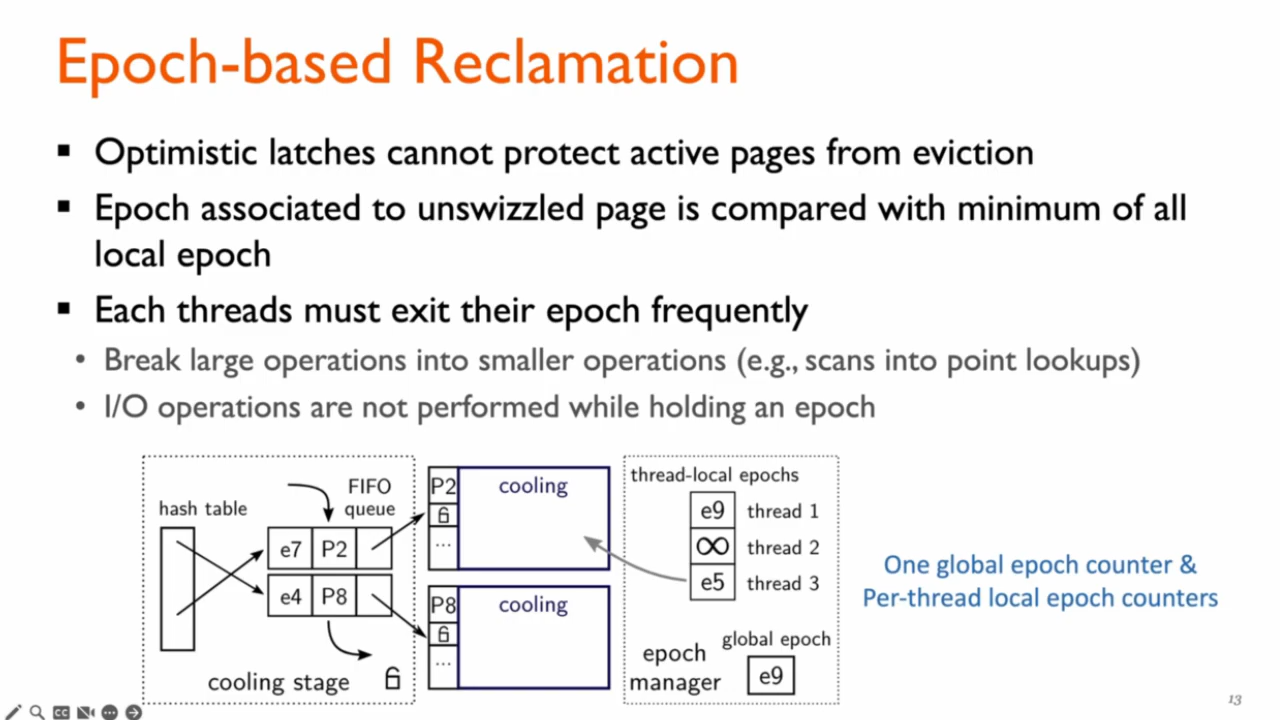 Epoch-based Reclamation
Optimistic latches cannot protect active pages from eviction
Epoch associated to unswizzled page is compared with minimum of all
local epoch
Each threads must exit their epoch frequently
Break large operations into smaller operations (e.g., scans into point lookups)
I/O operations are not performed while holding an epoch
hash table
FIFO
queue
e7 P2
e4 P8
cooling stage
P2
cooling
...
P8
cooling
...
thread-local epochs
e9 thread 1
∞ thread 2
e5 thread 3
global epoch
epoch
manager
e9
One global epoch counter &
Per-thread local epoch counters
13
CC